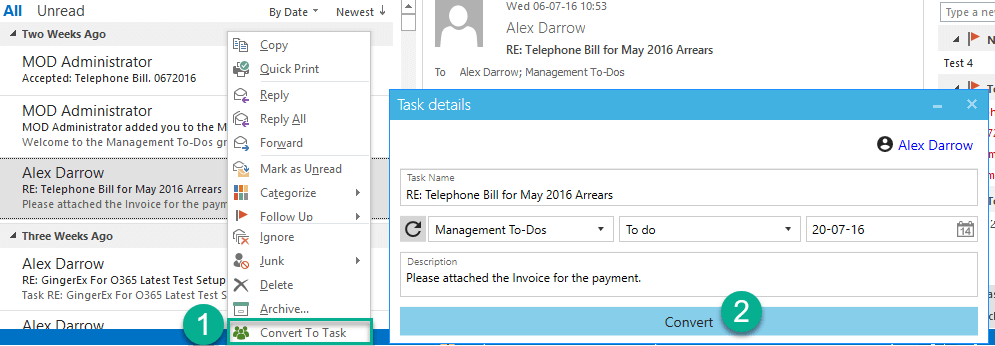 All Unread By Date Newest
Two Weeks Ago
MOD Administrator
Accepted: Telephone Bill. 0672016
MOD Administrator
MOD Administrator added you to the M
Welcome to the Management To-Dos gr
Alex Darrow
RE: Telephone Bill for May 2016 Arrears
Please attached the Invoice for the paym
Three Weeks Ago
Alex Darrow
RE: GingerEx For O365 Latest Test Setup
Task RE: GingerEx For O365 Latest Test S
Alex Darrow
Copy
Quick Print
Reply
Reply All
Forward
Mark as Unread
Categorize
Follow Up
Ignore
Junk
Delete
Archive...
1
Convert To Task
Wed 06-07-16 10:53
Alex Darrow
RE: Telephone Bill for May 2016 Arrears
To Alex Darrow; Management To-Dos
Type a new
N
Test 4
Task details
Alex Darrow
Task Name
RE: Telephone Bill for May 2016 Arrears
Management To-Dos To do 20-07-16 14
Description
Please attached the Invoice for the payment.
Convert 2